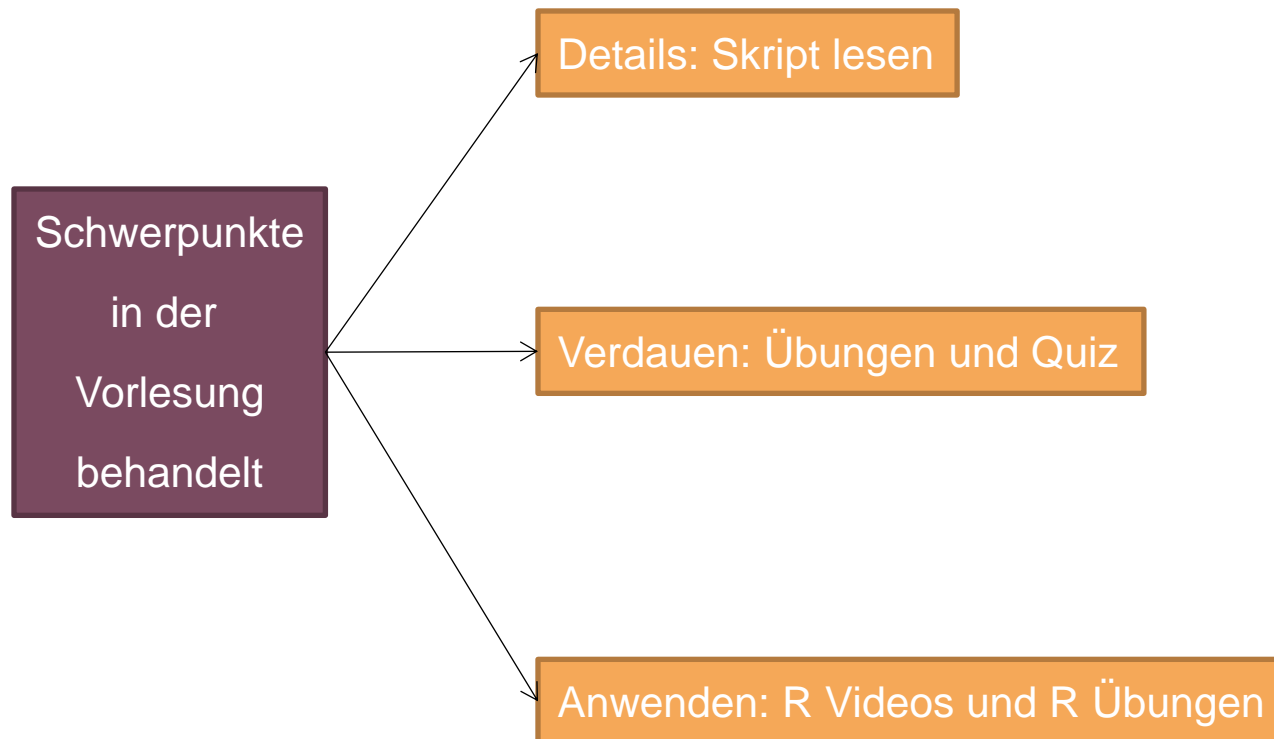 Details: Skript lesen
Schwerpunkte
in der
Vorlesung
behandelt
Verdauen: Übungen und Quiz
Anwenden: R Videos und R Übungen